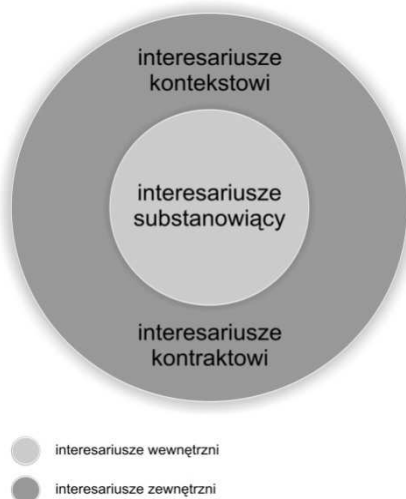 interesariusze
kontekstowi
interesariusze
substanowiący
interesariusze
kontraktowi
interesariusze wewnętrzni
interesariusze zewnętrzni